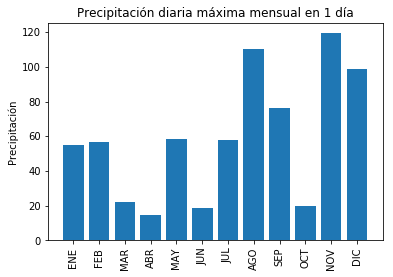 Precipitación diaria máxima mensual en 1 día
Precipitación
120
100
80
60
40
20
0
ENE
FEB
MAR
ABR
MAY
JUN
JUL
AGO
SEP
OCT
NOV
DIC